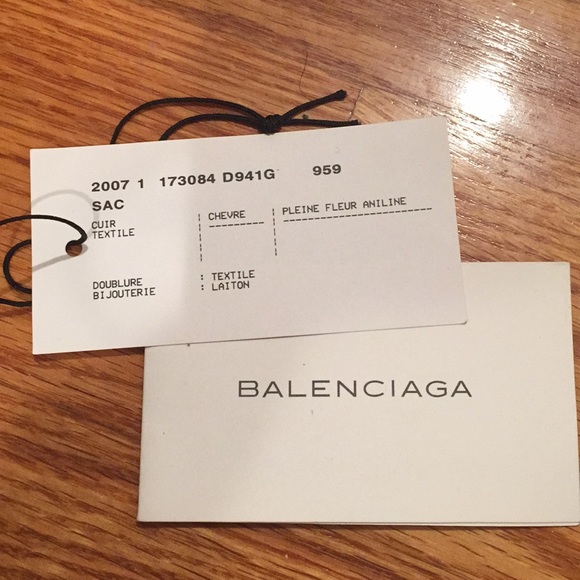 2007 1 173084 D941G 959
SAC
CUIR CHEVRE PLEINE FLEUR ANILINE
TEXTILE
DOUBLURE : TEXTILE
BIJOUTERIE : LAITON
BALENCIAGA